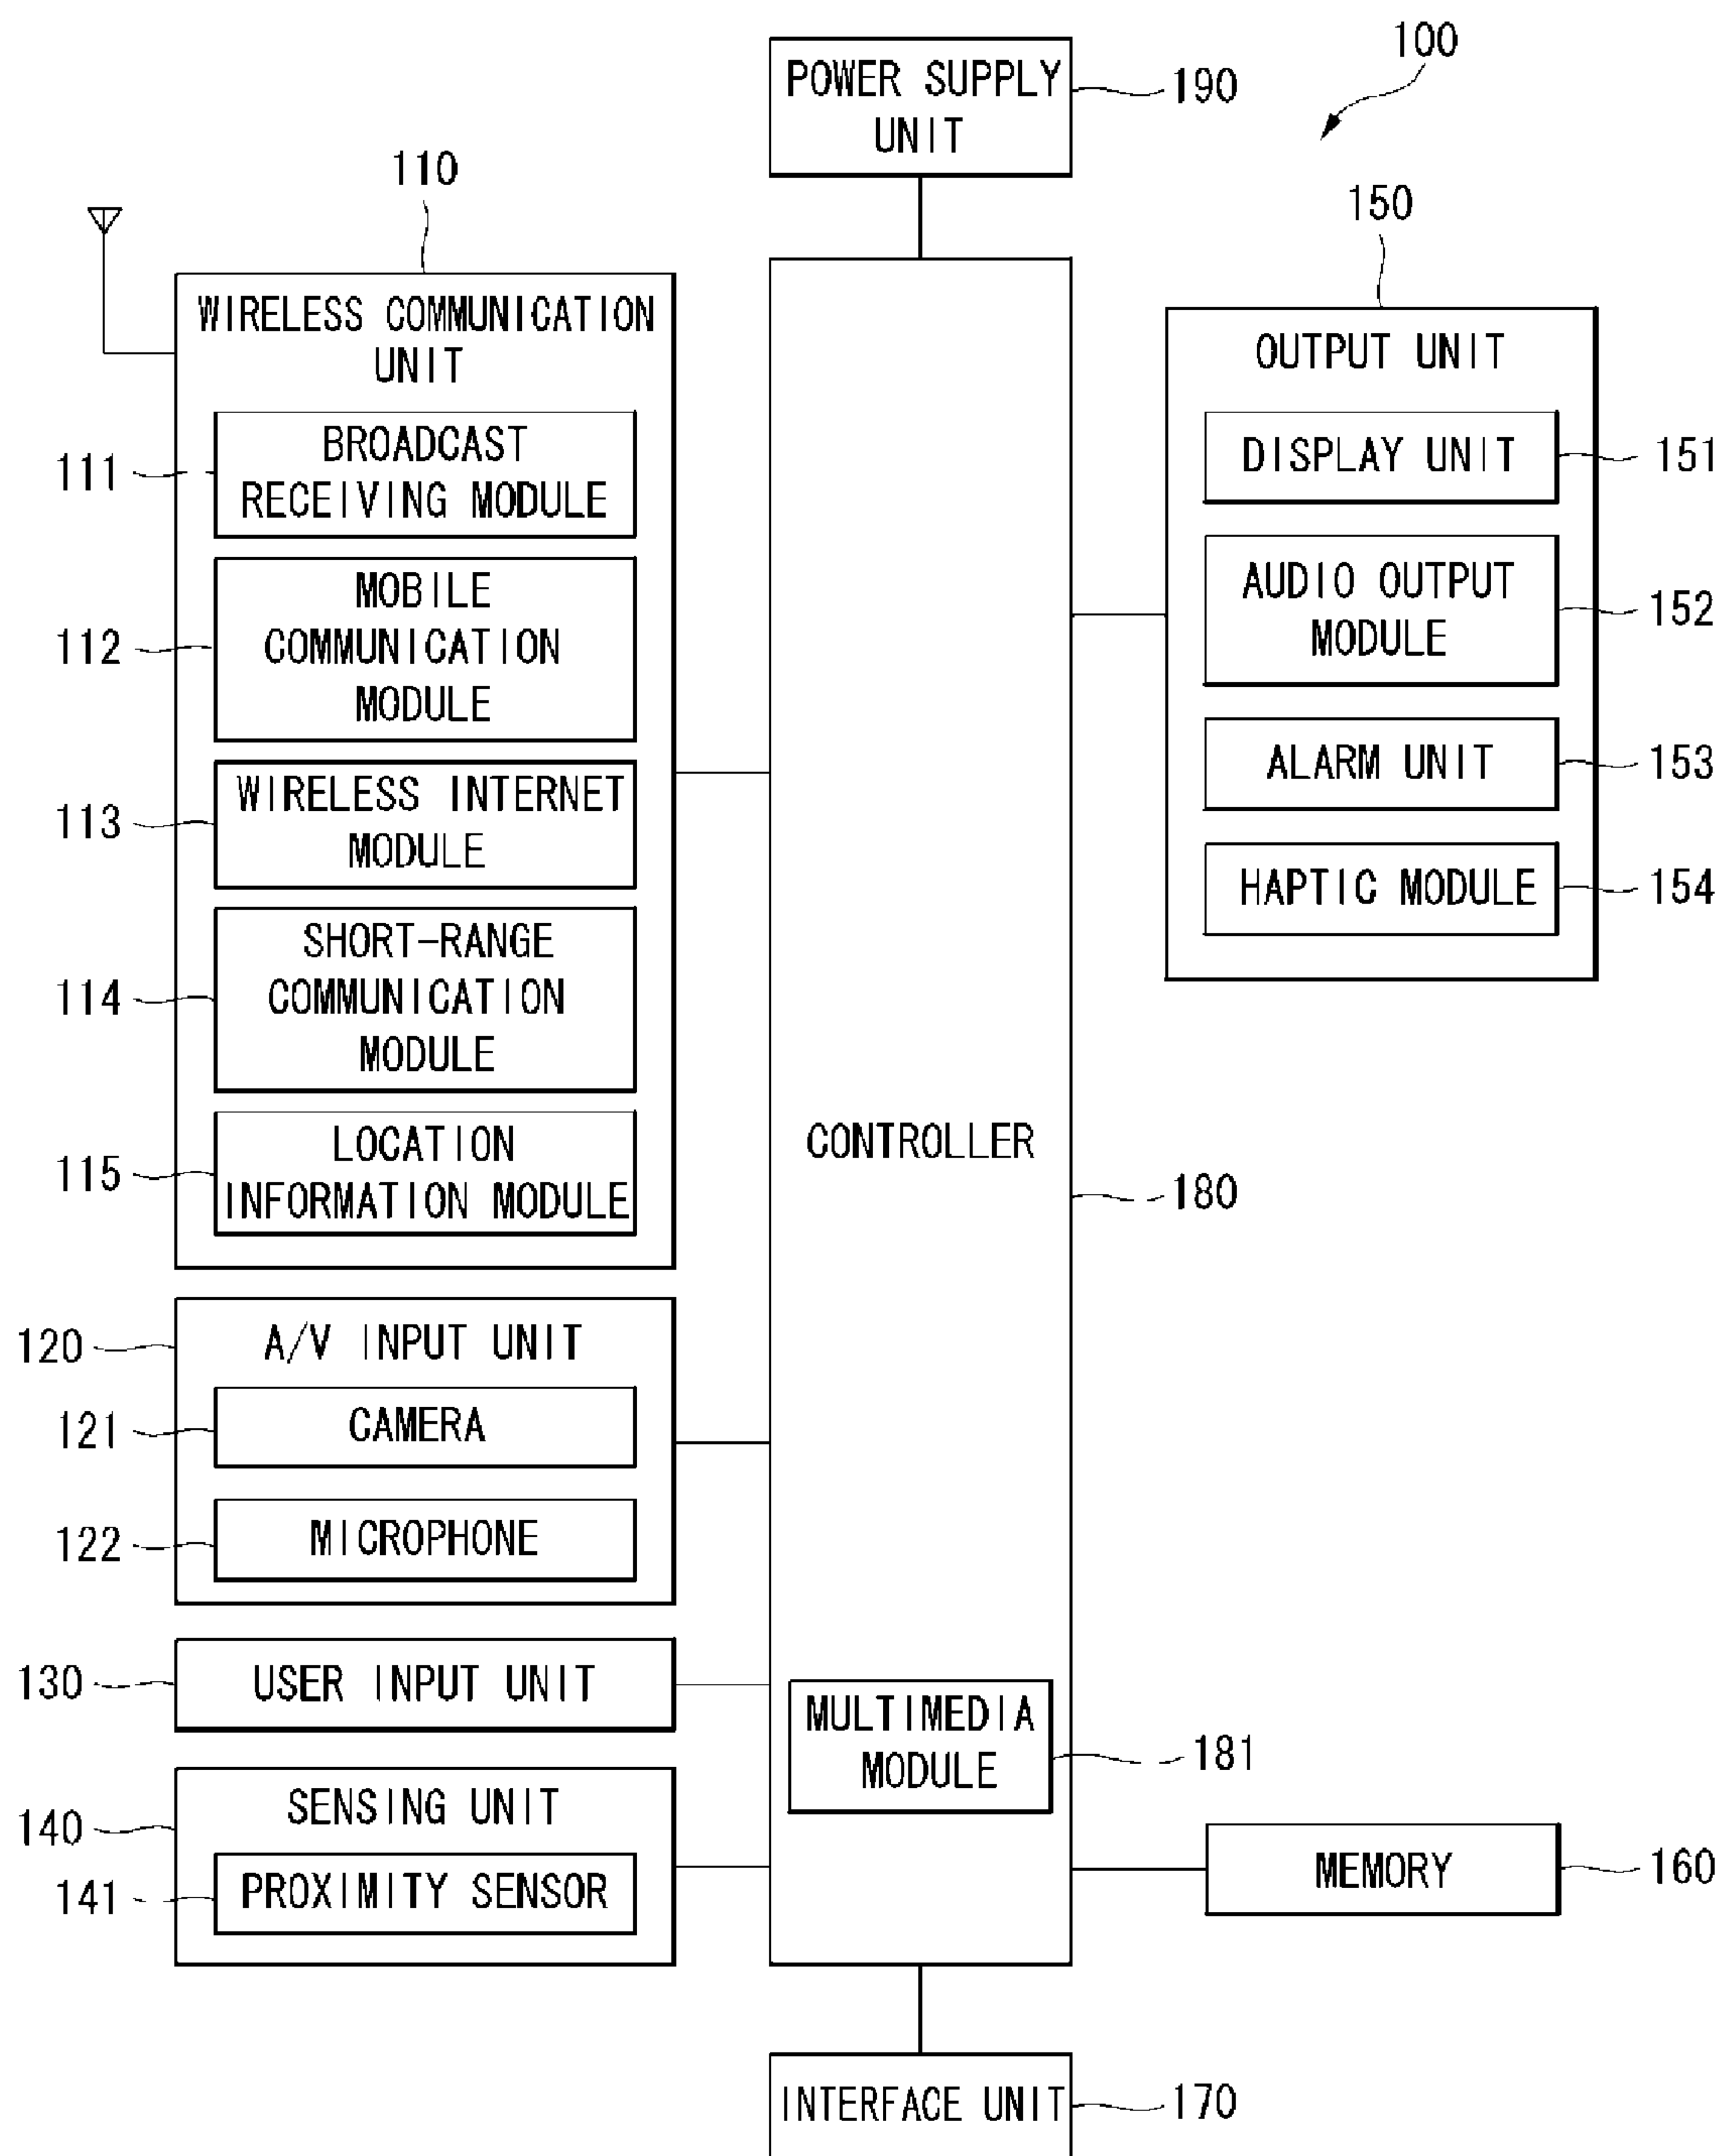 100
POWER SUPPLY
UNIT
190
110
WIRELESS COMMUNICATION
UNIT
111
BROADCAST
RECEIVING MODULE
112
MOBILE
COMMUNICATION
MODULE
113
WIRELESS INTERNET
MODULE
114
SHORT-RANGE
COMMUNICATION
MODULE
115
LOCATION
INFORMATION MODULE
120
A/V INPUT UNIT
121
CAMERA
122
MICROPHONE
130
USER INPUT UNIT
140
SENSING UNIT
141
PROXIMITY SENSOR
CONTROLLER
180
MULTIMEDIA
MODULE
181
150
OUTPUT UNIT
DISPLAY UNIT
151
AUDIO OUTPUT
MODULE
152
ALARM UNIT
153
HAPTIC MODULE
154
MEMORY
160
INTERFACE UNIT
170